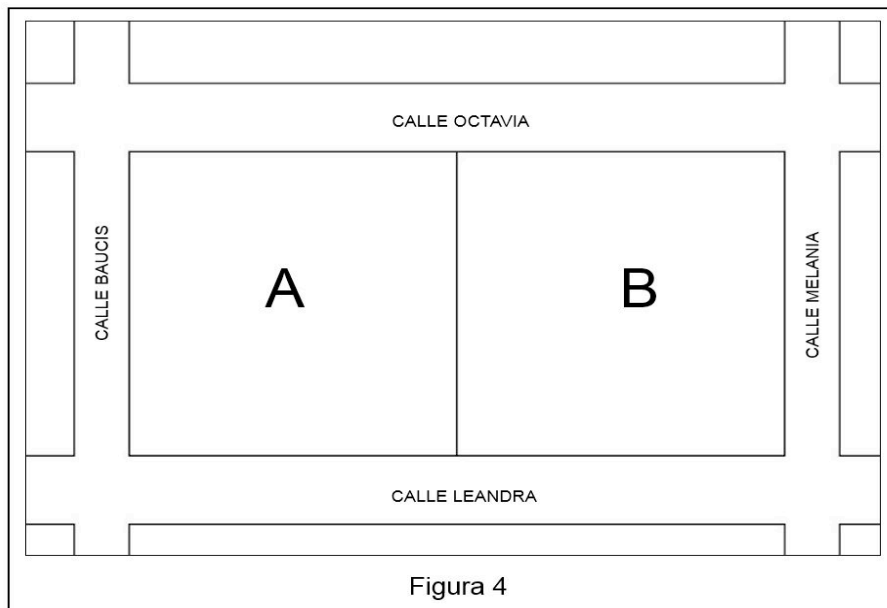 CALLE OCTAVIA
CALLE BAUCIS
A
B
CALLE MELANIA
CALLE LEANDRA
Figura 4